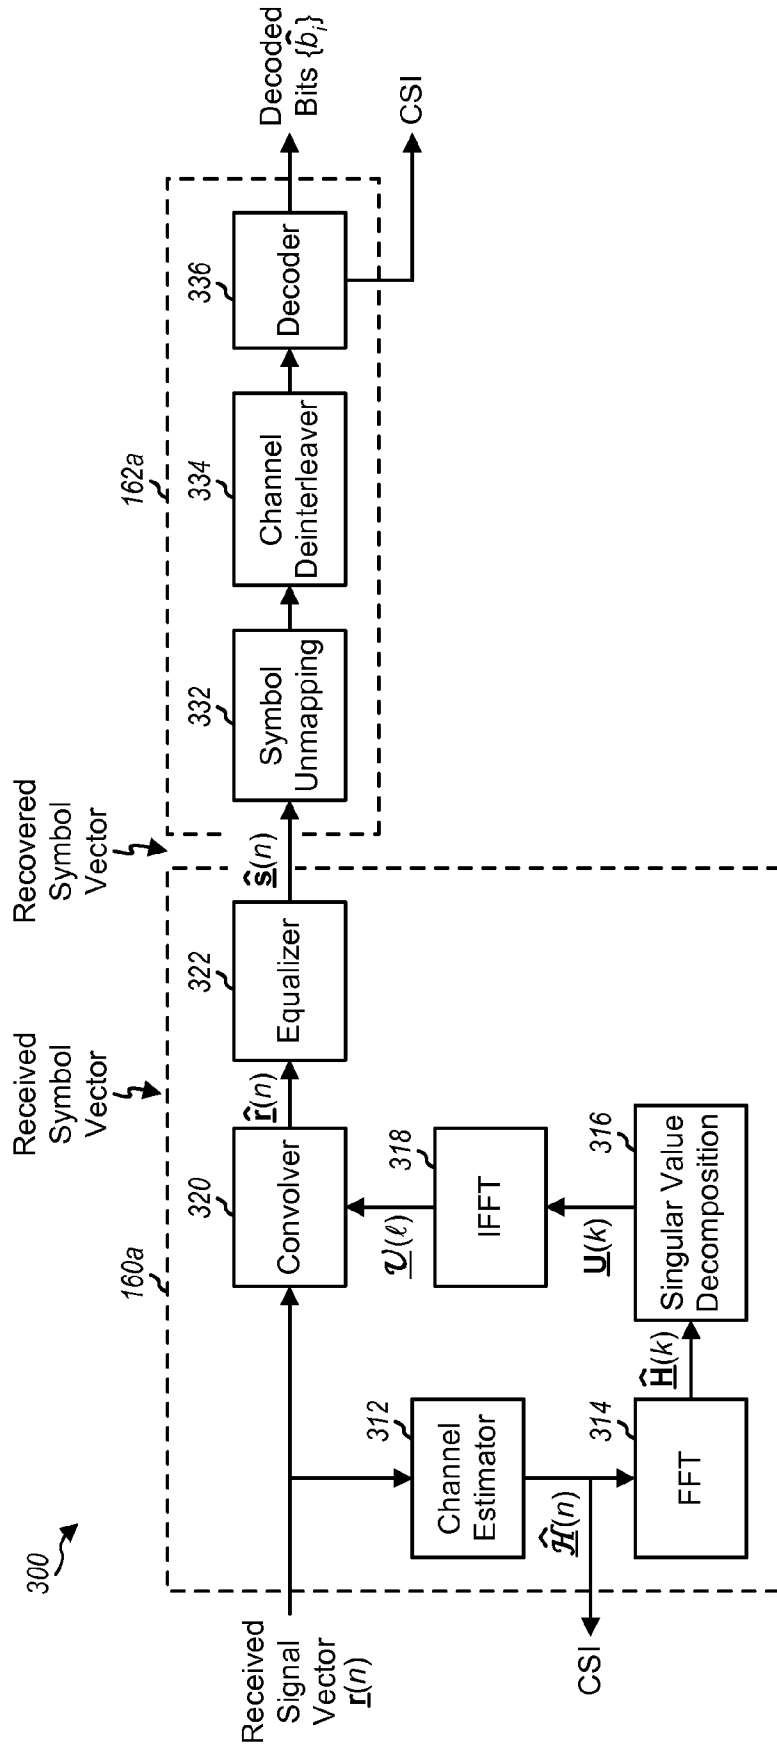 300
Received
Signal
Vector
r(n)
160a
Received
Symbol
Vector
Recovered
Symbol
Vector
162a
CSI
312
Channel
Estimator
Ĥ(n)
314
FFT
Ĥ(k)
316
Singular Value
Decomposition
U(k)
318
IFFT
𝒰(ℓ)
320
Convolver
r̂(n)
322
Equalizer
ŝ(n)
332
Symbol
Unmapping
334
Channel
Deinterleaver
336
Decoder
Decoded
Bits {b̂i}
CSI